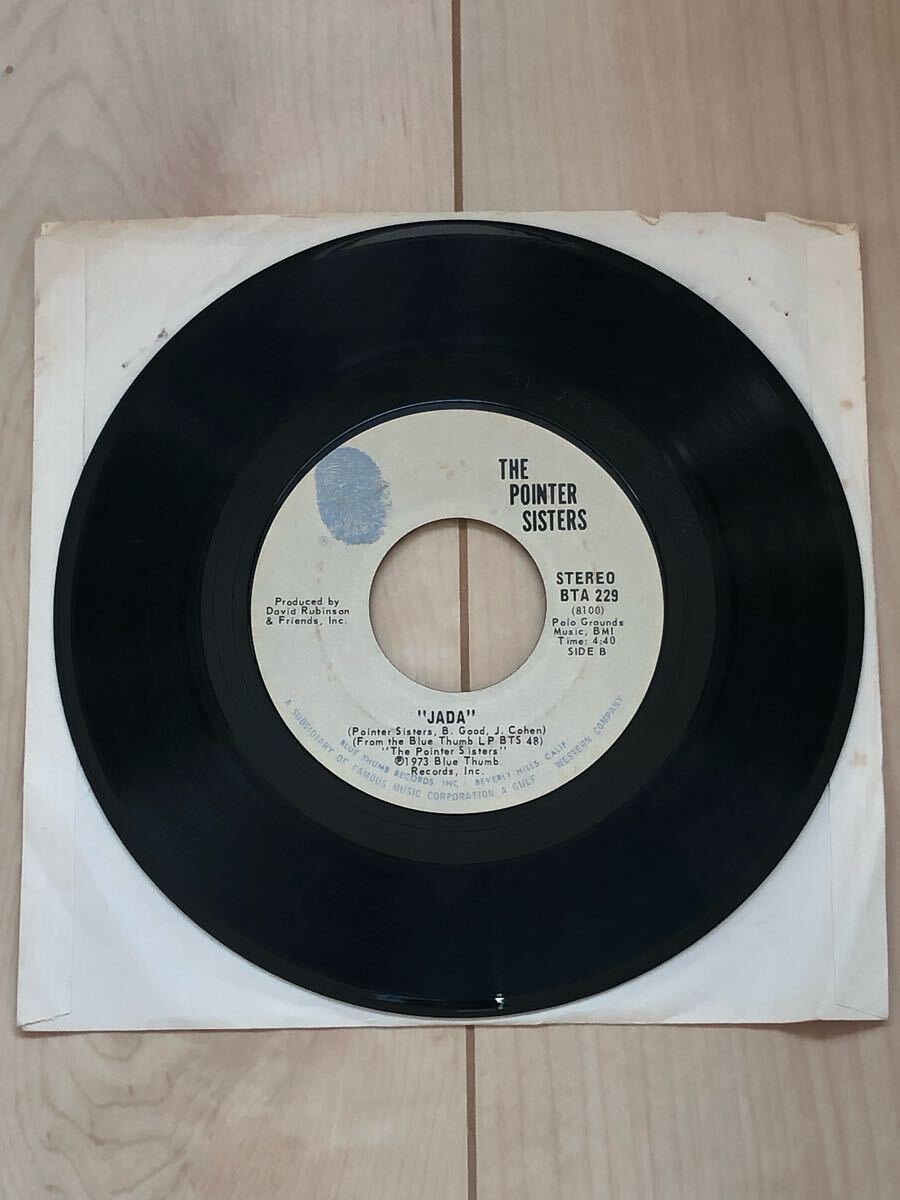 THE
POINTER
SISTERS
®
STEREO
BTA 229
(8100)
Polo Grounds
Music, BMI
Time: 4:40
SIDE B
Produced by
David Rubinson
& Friends, Inc.
"JADA"
(Pointer Sisters, B. Good, J. Cohen)
(From the Blue Thumb LP BTS 48)
"The Pointer Sisters"
℗1973 Blue Thumb
Records, Inc.
BLUE THUMB RECORDS, INC. BEVERLY HILLS, CALIF.
A SUBSIDIARY OF FAMOUS MUSIC CORPORATION A GULF WESTERN COMPANY